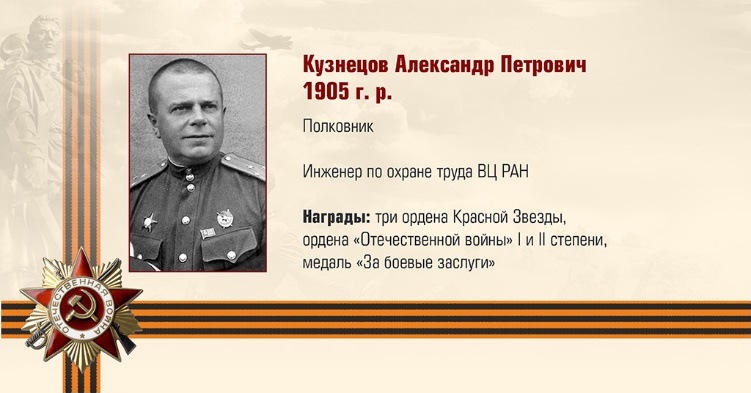 Кузнецов Александр Петрович
1905 г. р.
Полковник
Инженер по охране труда ВЦ РАН
Награды: три ордена Красной Звезды,
ордена «Отечественной войны» I и II степени,
медаль «За боевые заслуги»
ОТЕЧЕСТВЕННАЯ ВОЙНА